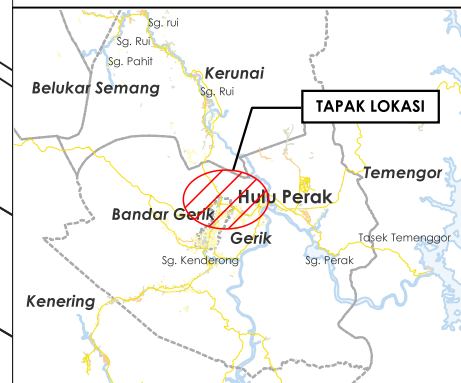 Sg. rui
Sg. Rui
Sg. Pahit
Kerunai
Belukar Semang
Sg. Rui
TAPAK LOKASI
Temengor
Hulu Perak
Bandar Gerik
Gerik
Tasek Temenggor
Sg. Kenderong
Sg. Perak
Kenering